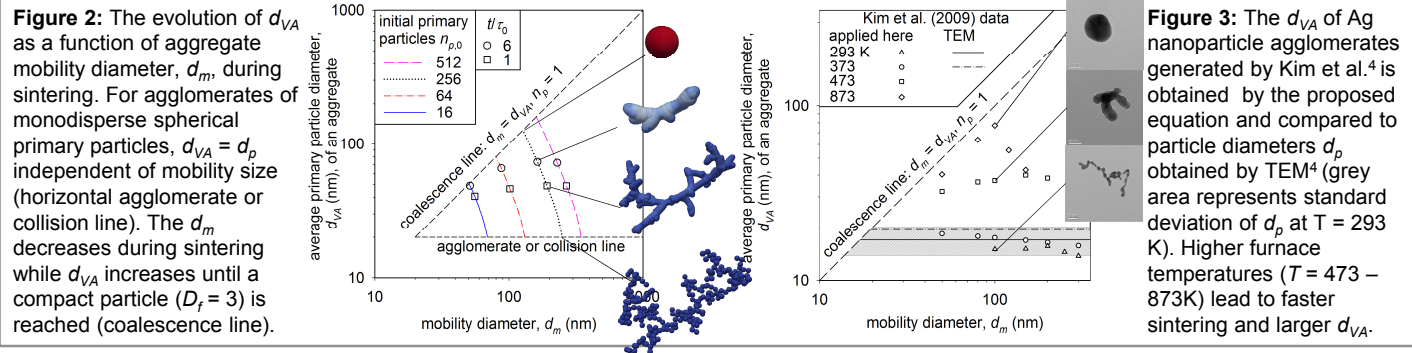 Figure 2: The evolution of dVA
as a function of aggregate
mobility diameter, dm, during
sintering. For agglomerates of
monodisperse spherical
primary particles, dVA = dp
independent of mobility size
(horizontal agglomerate or
collision line). The dm
decreases during sintering
while dVA increases until a
compact particle (Df = 3) is
reached (coalescence line).
average primary particle diameter,
dVA (nm), of an aggregate
1000
100
10
initial primary
particles np,0
512
256
64
16
t/τ0
6
1
coalescence line: dm = dVA, np = 1
agglomerate or collision line
10
100
1000
mobility diameter, dm (nm)
average primary particle diameter,
dVA (nm), of an aggregate
100
10
Kim et al. (2009) data
applied here TEM
293 K
373
473
873
coalescence line: dm = dVA, np = 1
10
100
mobility diameter, dm (nm)
Figure 3: The dVA of Ag
nanoparticle agglomerates
generated by Kim et al.4 is
obtained by the proposed
equation and compared to
particle diameters dp
obtained by TEM4 (grey
area represents standard
deviation of dp at T = 293
K). Higher furnace
temperatures (T = 473 –
873K) lead to faster
sintering and larger dVA.